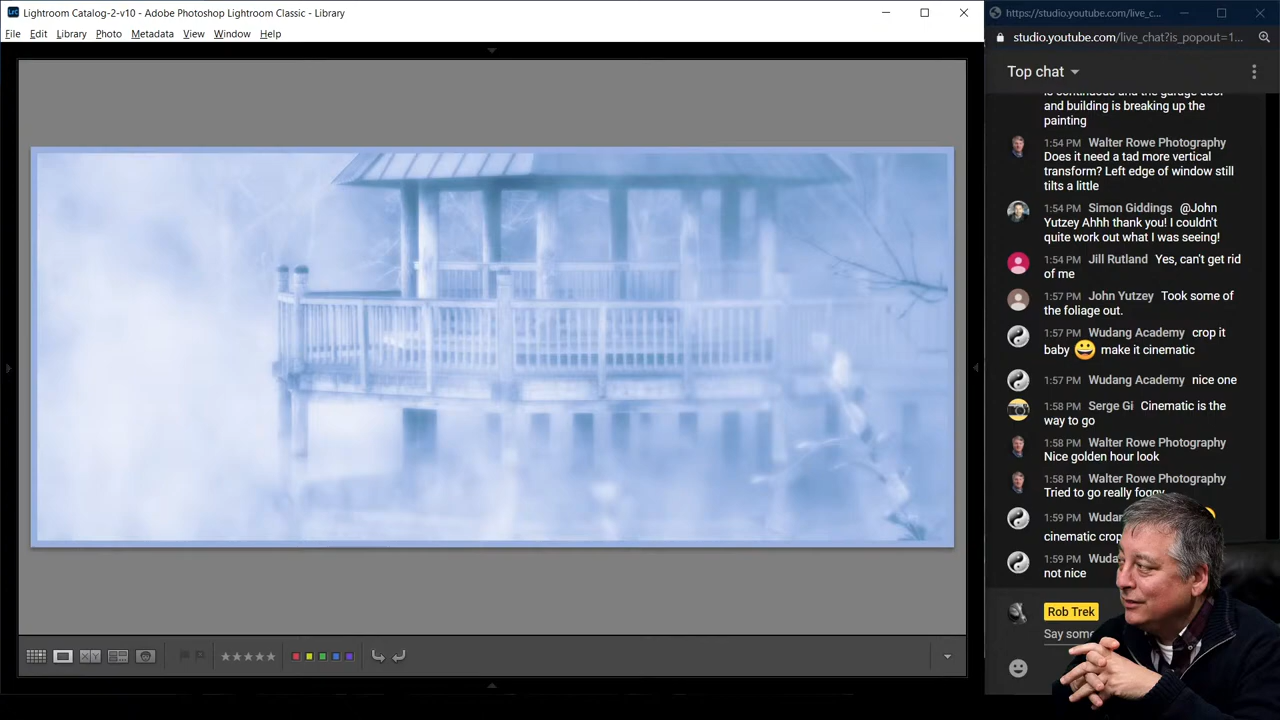 Lightroom Catalog-2-v10 - Adobe Photoshop Lightroom Classic - Library
File Edit Library Photo Metadata View Window Help
https://studio.youtube.com/live_c...
studio.youtube.com/live_chat?is_popout=1...
Top chat
is continuous and the garage door
and building is breaking up the
painting
1:54 PM Walter Rowe Photography
Does it need a tad more vertical
transform? Left edge of window still
tilts a little
1:54 PM Simon Giddings @John
Yutzey Ahhh thank you! I couldn't
quite work out what I was seeing!
1:54 PM Jill Rutland Yes, can't get rid
of me
1:57 PM John Yutzey Took some of
the foliage out.
1:57 PM Wudang Academy crop it
baby 😀 make it cinematic
1:57 PM Wudang Academy nice one
1:58 PM Serge Gi Cinematic is the
way to go
1:58 PM Walter Rowe Photography
Nice golden hour look
1:58 PM Walter Rowe Photography
Tried to go really foggy
1:59 PM
cinematic
1:59 PM
not nice
Rob Trek
Say